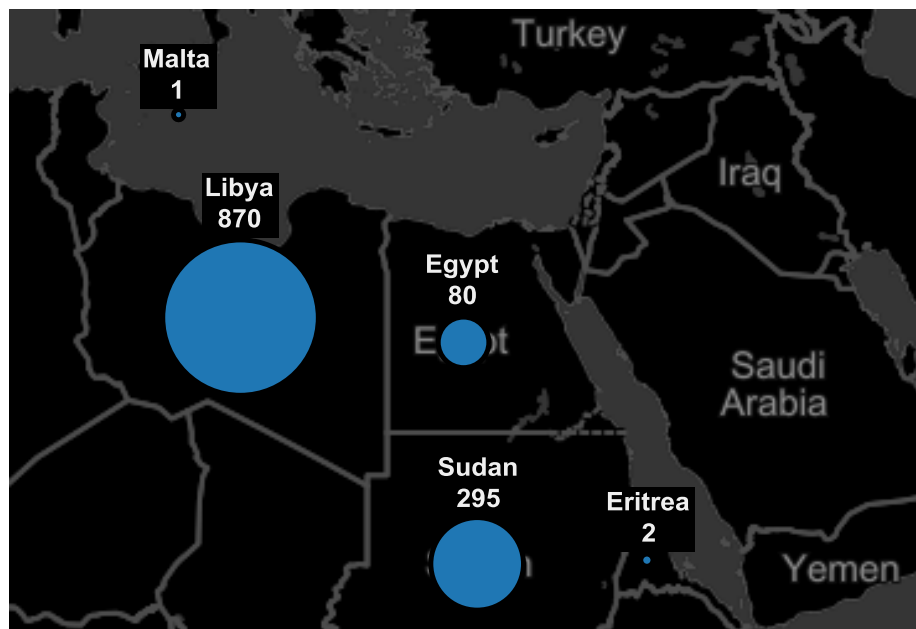 Turkey
Malta
1
Iraq
Libya
870
Egypt
80
Saudi
Arabia
Sudan
295
Eritrea
2
Yemen